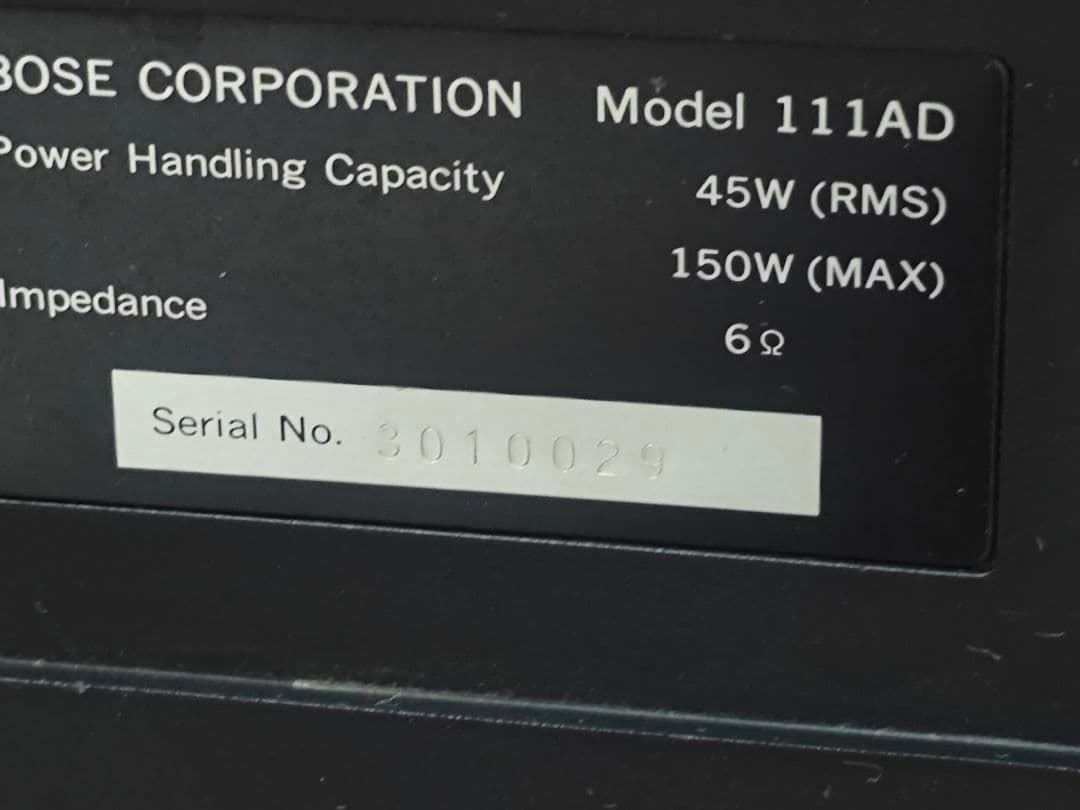 BOSE CORPORATION Model 111AD
Power Handling Capacity 45W (RMS)
150W (MAX)
Impedance 6Ω
Serial No. 3010029